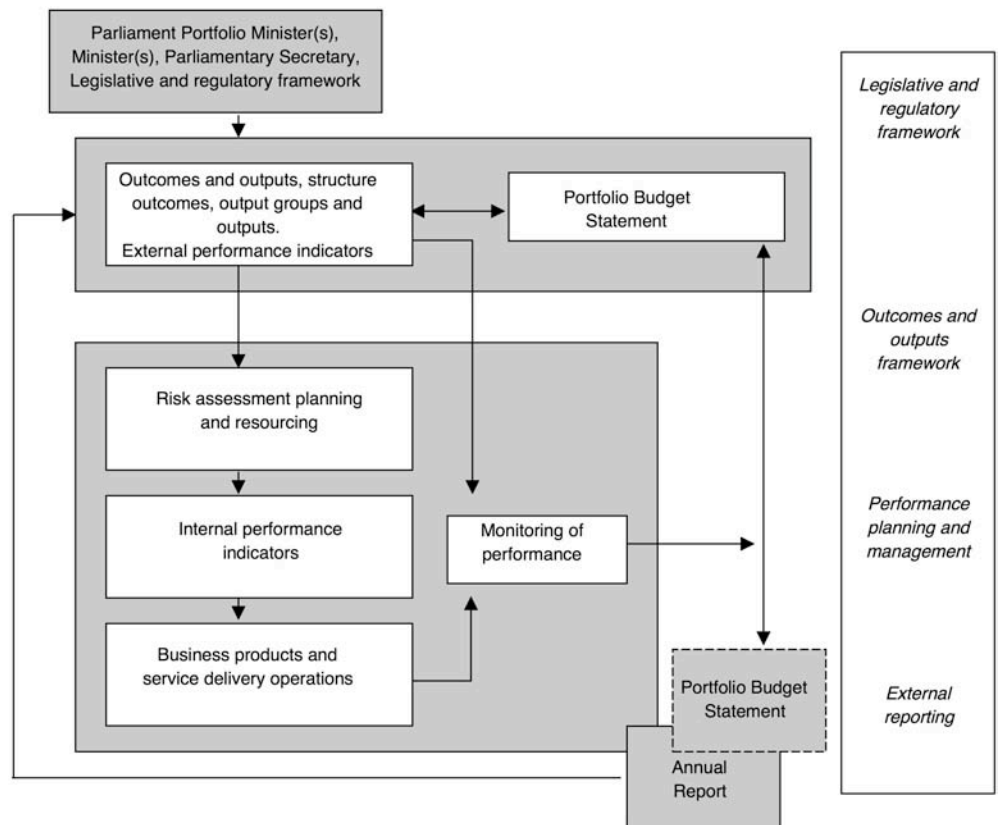 Parliament Portfolio Minister(s),
Minister(s), Parliamentary Secretary,
Legislative and regulatory framework
Outcomes and outputs, structure
outcomes, output groups and
outputs.
External performance indicators
Portfolio Budget
Statement
Risk assessment planning
and resourcing
Internal performance
indicators
Business products and
service delivery operations
Monitoring of
performance
Portfolio Budget
Statement
Annual
Report
Legislative and
regulatory
framework
Outcomes and
outputs
framework
Performance
planning and
management
External
reporting